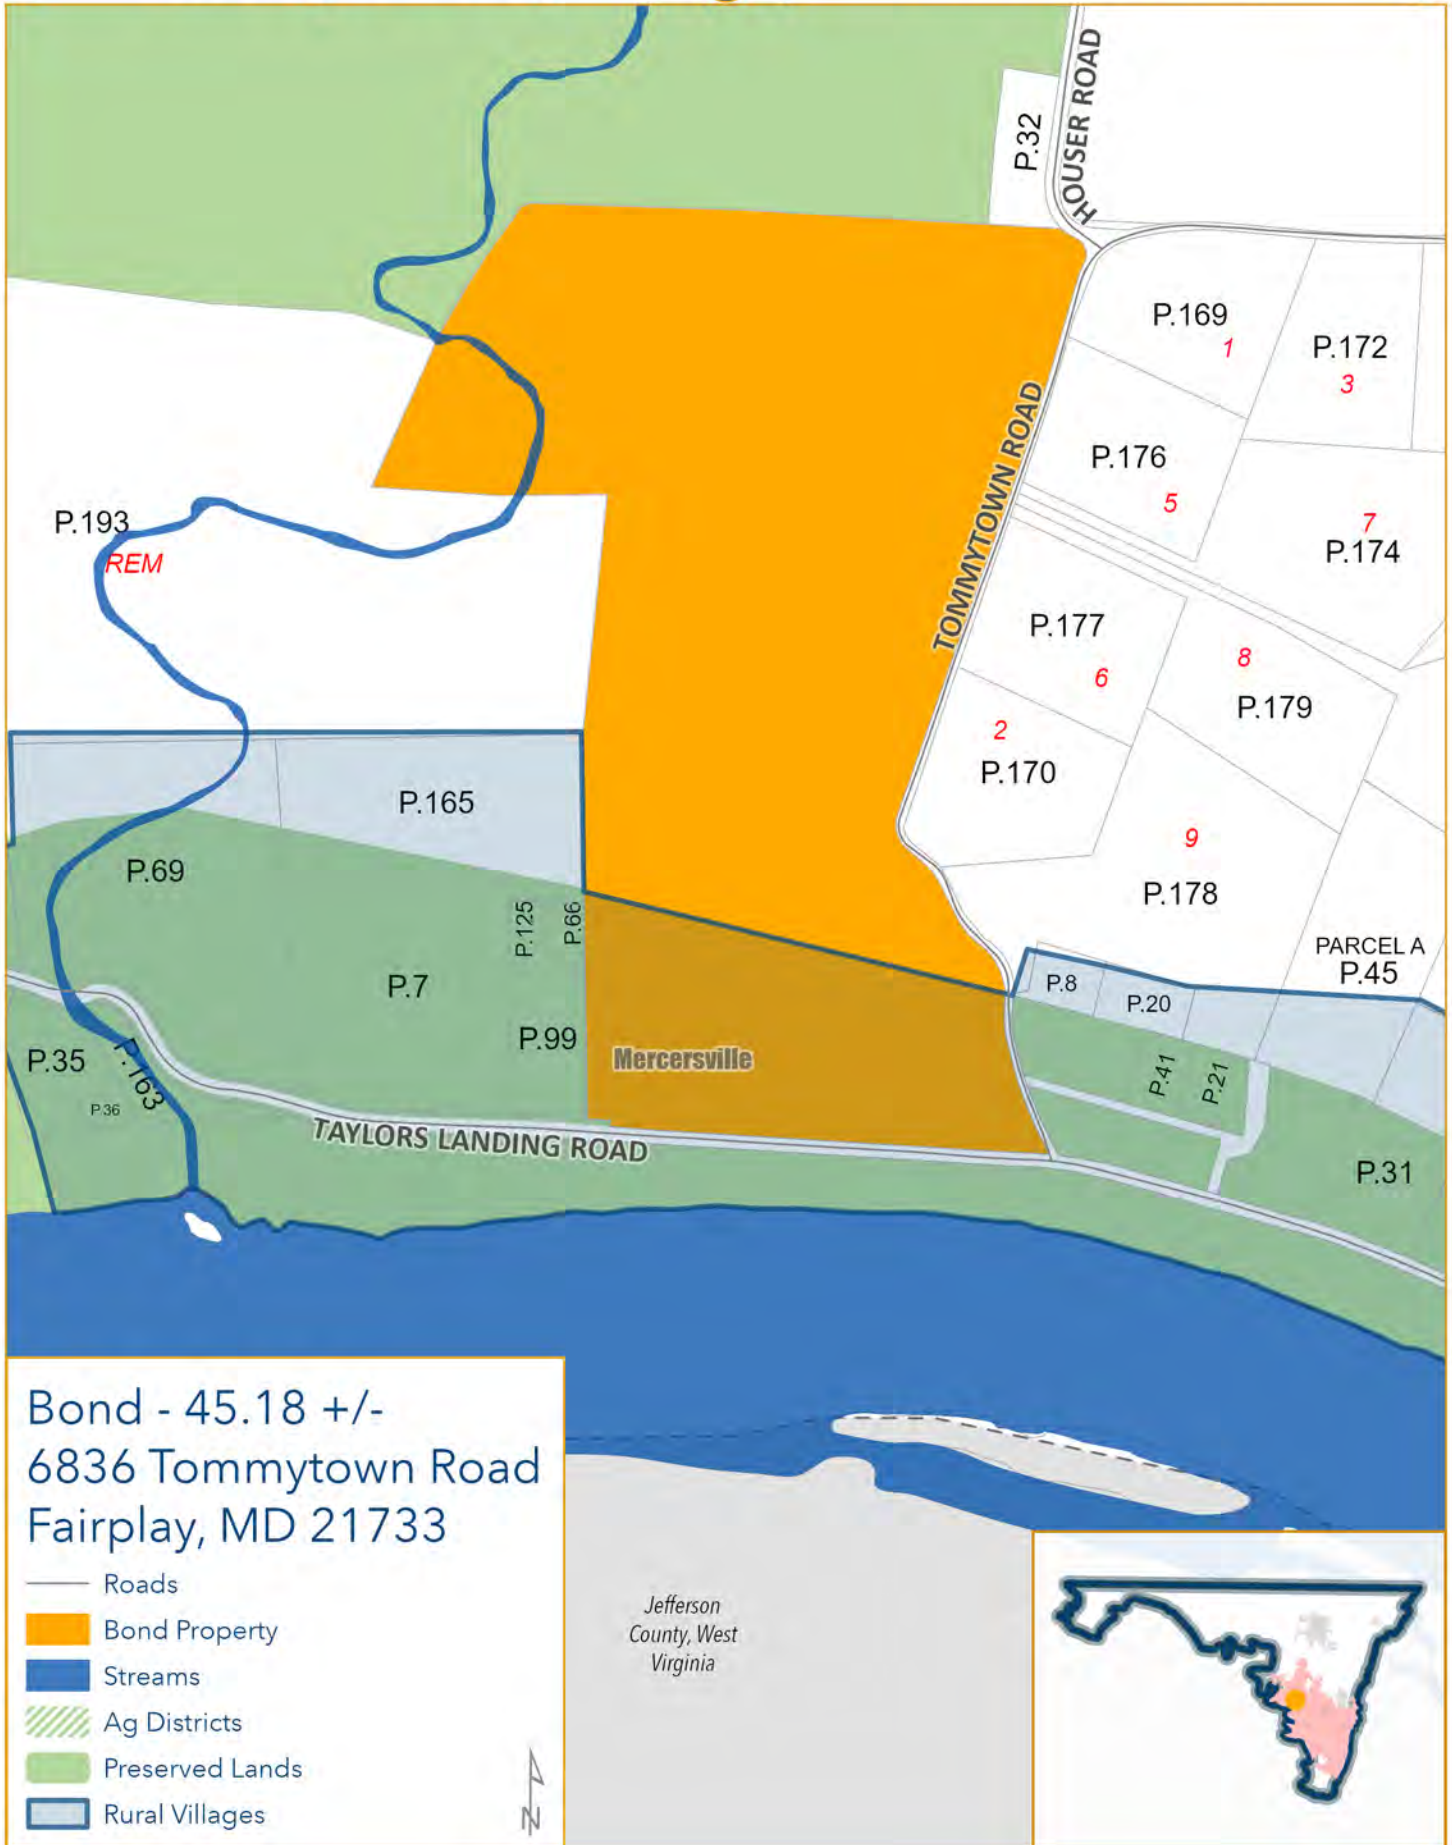 HOUSER ROAD
P.32
P.169
1
P.172
3
TOMMYTOWN ROAD
P.176
5
7
P.174
P.193
REM
P.177
6
8
P.179
2
P.170
P.165
9
P.178
P.69
P.125
P.66
PARCEL A
P.45
P.7
P.8
P.20
P.99
Mercersville
P.35
P.163
P.36
P.41
P.21
TAYLORS LANDING ROAD
P.31
Bond - 45.18 +/-
6836 Tommytown Road
Fairplay, MD 21733
Roads
Bond Property
Streams
Ag Districts
Preserved Lands
Rural Villages
N
Jefferson
County, West
Virginia